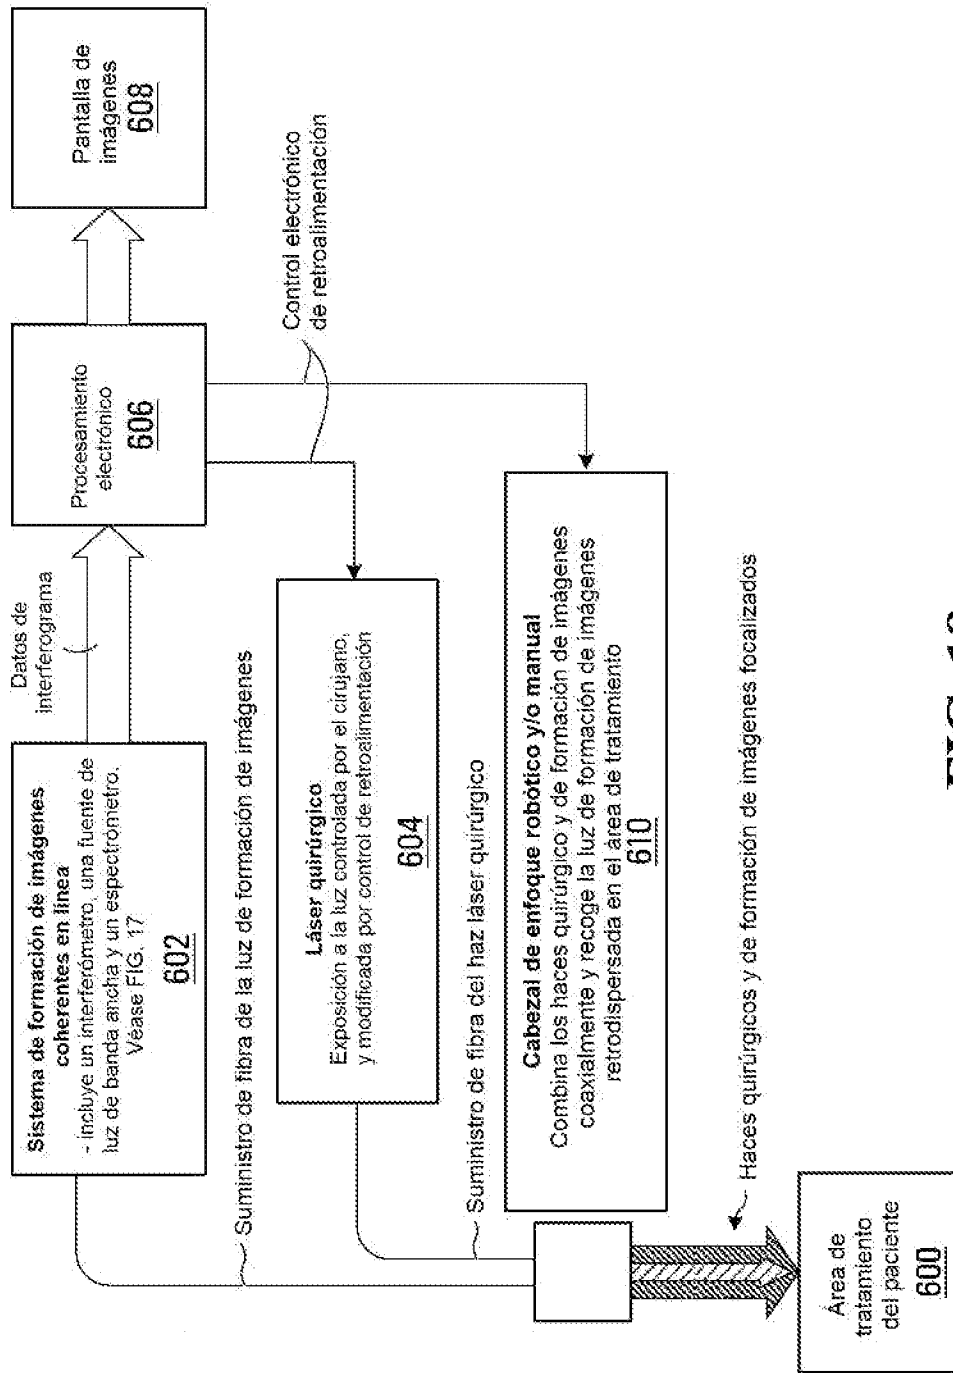 Sistema de formación de imágenes
coherentes en línea
- incluye un interferómetro, una fuente de
luz de banda ancha y un espectrómetro.
Véase FIG. 17
602
Datos de
interferograma
Procesamiento
electrónico
606
Pantalla de
imágenes
608
Suministro de fibra de la luz de formación de imágenes
Control electrónico
de retroalimentación
Láser quirúrgico
Exposición a la luz controlada por el cirujano,
y modificada por control de retroalimentación
604
Suministro de fibra del haz láser quirúrgico
Cabezal de enfoque robótico y/o manual
Combina los haces quirúrgico y de formación de imágenes
coaxialmente y recoge la luz de formación de imágenes
retrodispersada en el área de tratamiento
610
Haces quirúrgicos y de formación de imágenes focalizados
Área de
tratamiento
del paciente
600